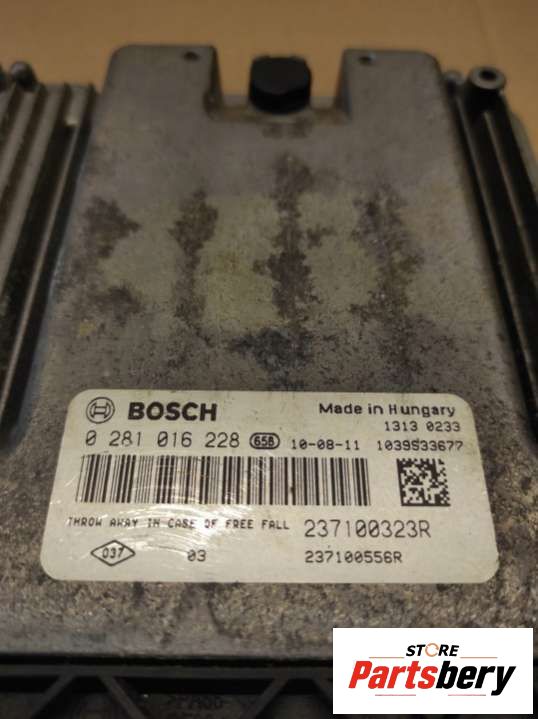 BOSCH
Made in Hungary
1313 0233
0 281 016 228 658 10-08-11 1039S33677
THROW AWAY IN CASE OF FREE FALL 237100323R
037 03 237100556R
STORE
Partsbery